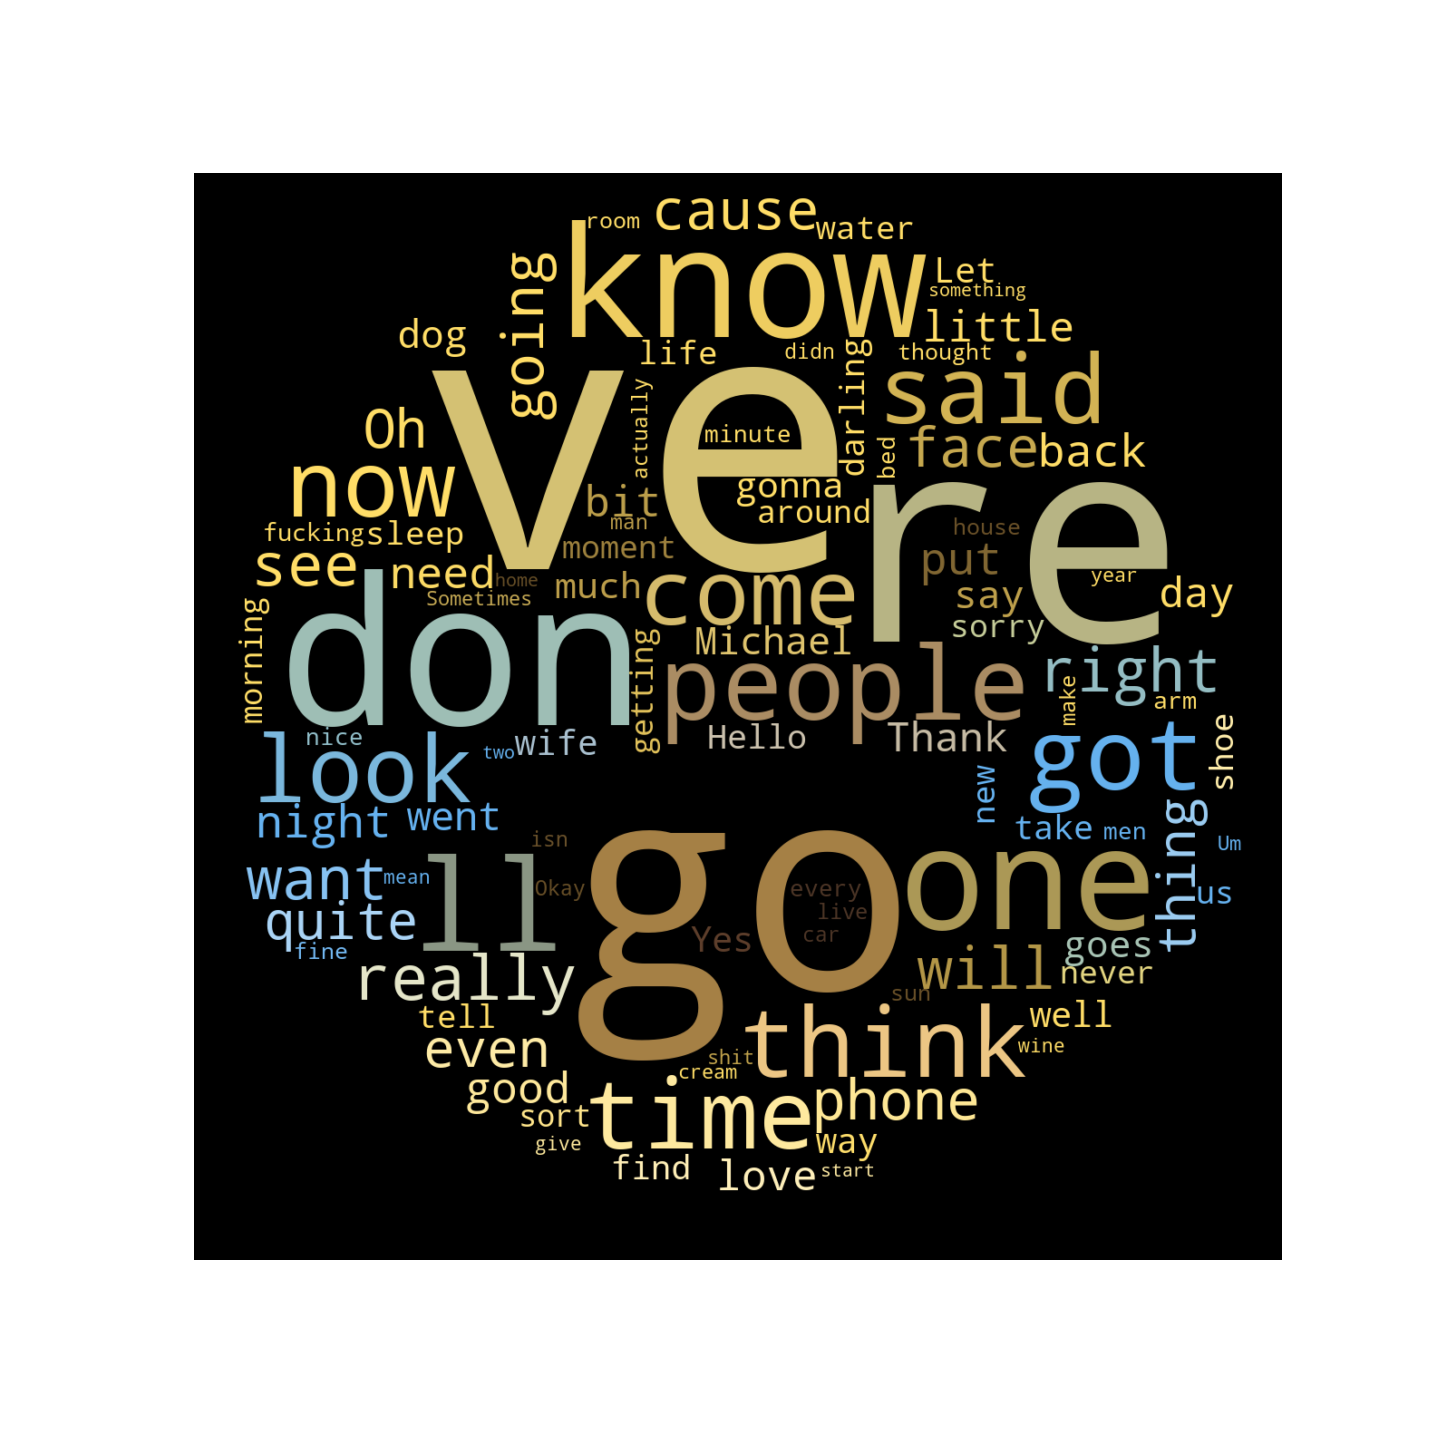 cause
room
water
know
going
Let
something
little
dog
life
didn
darling
thought
said
ve
Oh
actually
minute
bed
face
back
now
gonna
re
bit
around
man
fucking
sleep
moment
house
put
see
need
home
much
come
year
Sometimes
say
day
don
morning
Michael
sorry
getting
people
right
make
arm
nice
look
two
wife
Hello
Thank
got
shoe
new
night
went
take
men
thing
isn
Um
want
mean
ll
Okay
go
every
one
us
quite
live
fine
Yes
car
goes
really
will
never
sun
tell
think
well
even
shit
wine
cream
good
time
phone
sort
give
way
find
love
start